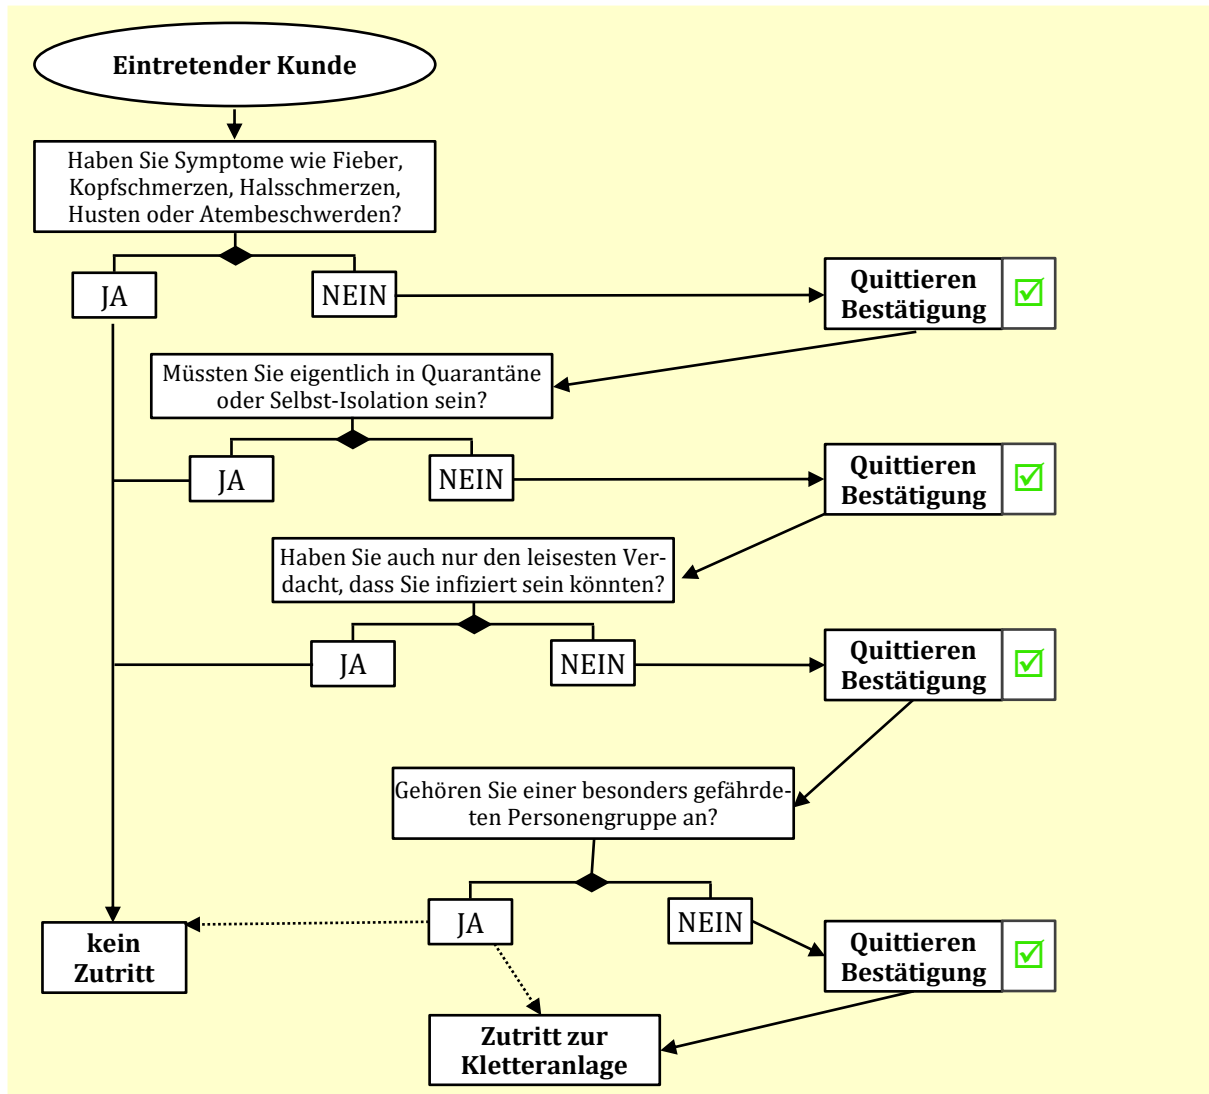 Eintretender Kunde
Haben Sie Symptome wie Fieber,
Kopfschmerzen, Halsschmerzen,
Husten oder Atembeschwerden?
JA
NEIN
Quittieren
Bestätigung
Müssten Sie eigentlich in Quarantäne
oder Selbst-Isolation sein?
JA
NEIN
Quittieren
Bestätigung
Haben Sie auch nur den leisesten Ver-
dacht, dass Sie infiziert sein könnten?
JA
NEIN
Quittieren
Bestätigung
Gehören Sie einer besonders gefährde-
ten Personengruppe an?
JA
NEIN
Quittieren
Bestätigung
kein
Zutritt
Zutritt zur
Kletteranlage